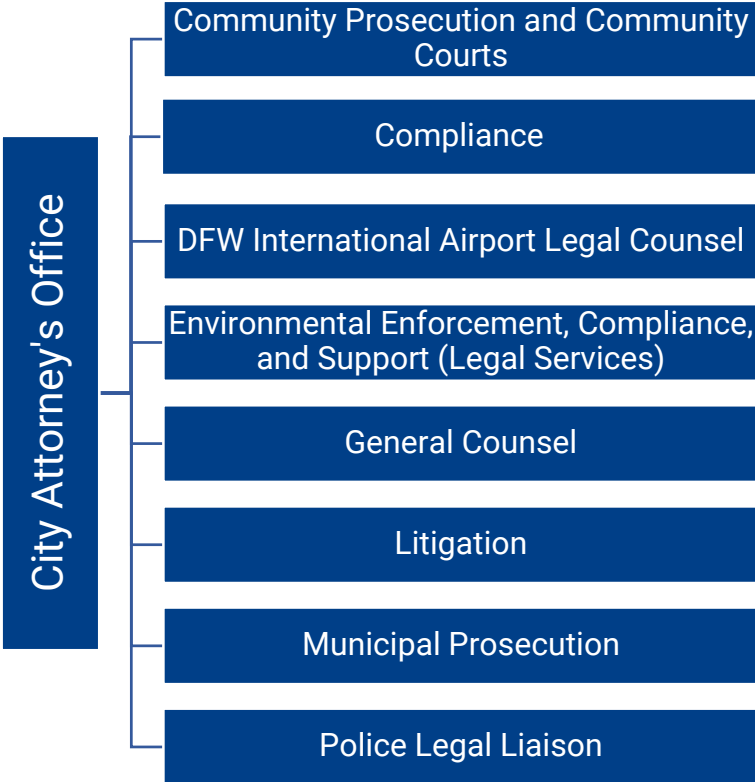 City Attorney's Office
Community Prosecution and Community
Courts
Compliance
DFW International Airport Legal Counsel
Environmental Enforcement, Compliance,
and Support (Legal Services)
General Counsel
Litigation
Municipal Prosecution
Police Legal Liaison